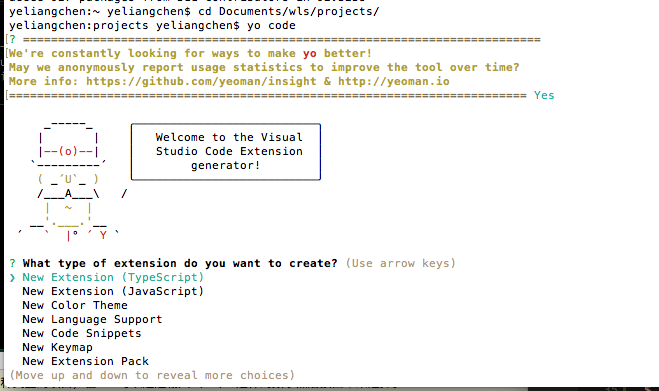 yeliangchen:~ yeliangchen$ cd Documents/wls/projects/
yeliangchen:projects yeliangchen$ yo code
? ==========================================================================
We're constantly looking for ways to make yo better!
May we anonymously report usage statistics to improve the tool over time?
More info: https://github.com/yeoman/insight & http://yeoman.io
========================================================================== Yes
_-----_
|       |
|--(o)--|
`---------´
( _´U`_ )
/___A___\   /
|  ~  |
__'.___.'__
´   `  |° ´ Y `
Welcome to the Visual
Studio Code Extension
generator!
? What type of extension do you want to create? (Use arrow keys)
❯ New Extension (TypeScript)
New Extension (JavaScript)
New Color Theme
New Language Support
New Code Snippets
New Keymap
New Extension Pack
(Move up and down to reveal more choices)